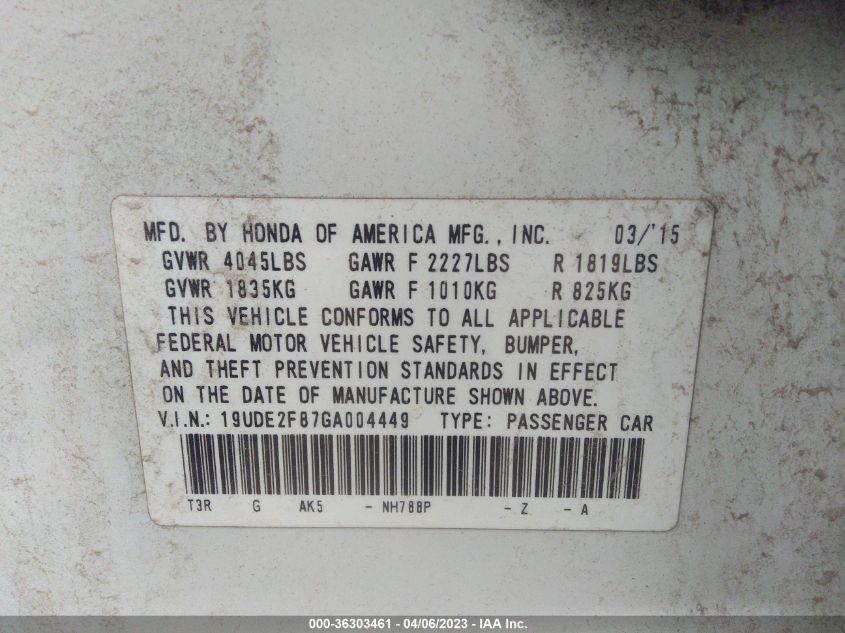 MFD. BY HONDA OF AMERICA MFG., INC. 03/'15
GVWR 4045LBS GAWR F 2227LBS R 1819LBS
GVWR 1835KG GAWR F 1010KG R 825KG
THIS VEHICLE CONFORMS TO ALL APPLICABLE
FEDERAL MOTOR VEHICLE SAFETY, BUMPER,
AND THEFT PREVENTION STANDARDS IN EFFECT
ON THE DATE OF MANUFACTURE SHOWN ABOVE.
V.I.N.: 19UDE2F87GA004449 TYPE: PASSENGER CAR
T3R G AK5 - NH788P - Z - A
000-36303461 - 04/06/2023 - IAA Inc.